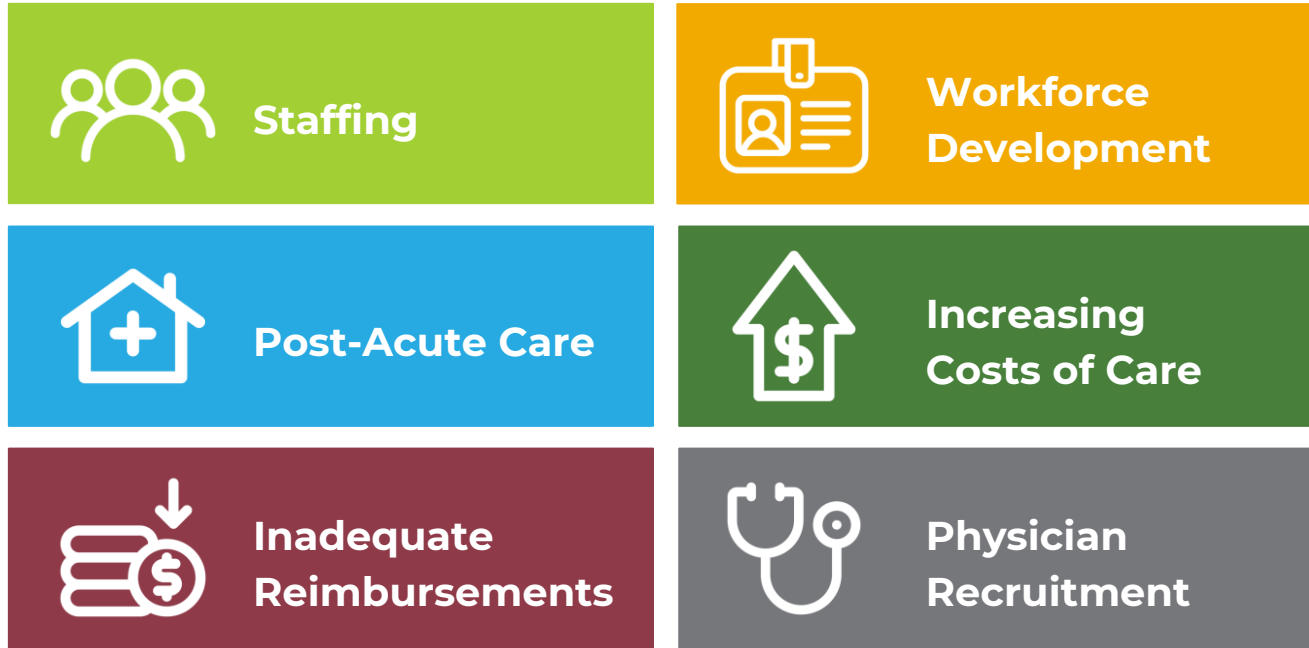 Staffing
Workforce
Development
Post-Acute Care
Increasing
Costs of Care
Inadequate
Reimbursements
Physician
Recruitment